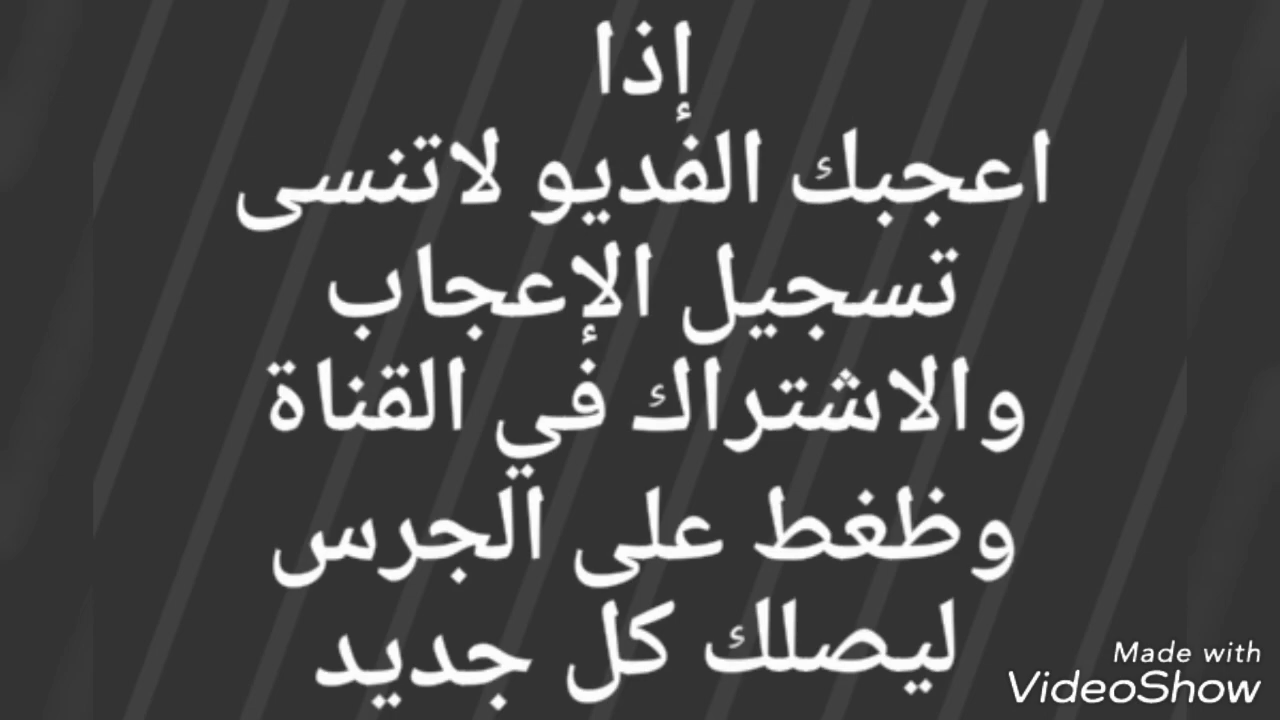 إذا
اعجبك الفديو لاتنسى
تسجيل الإعجاب
والاشتراك في القناة
وظغط على الجرس
ليصلك كل جديد
Made with
VideoShow